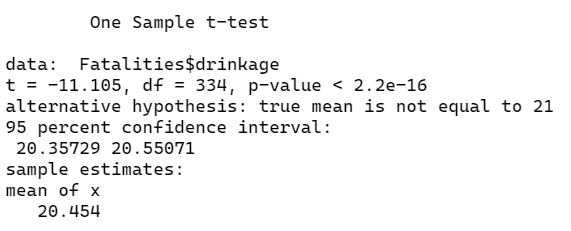 One Sample t-test
data: Fatalities$drinkage
t = -11.105, df = 334, p-value < 2.2e-16
alternative hypothesis: true mean is not equal to 21
95 percent confidence interval:
20.35729 20.55071
sample estimates:
mean of x
20.454